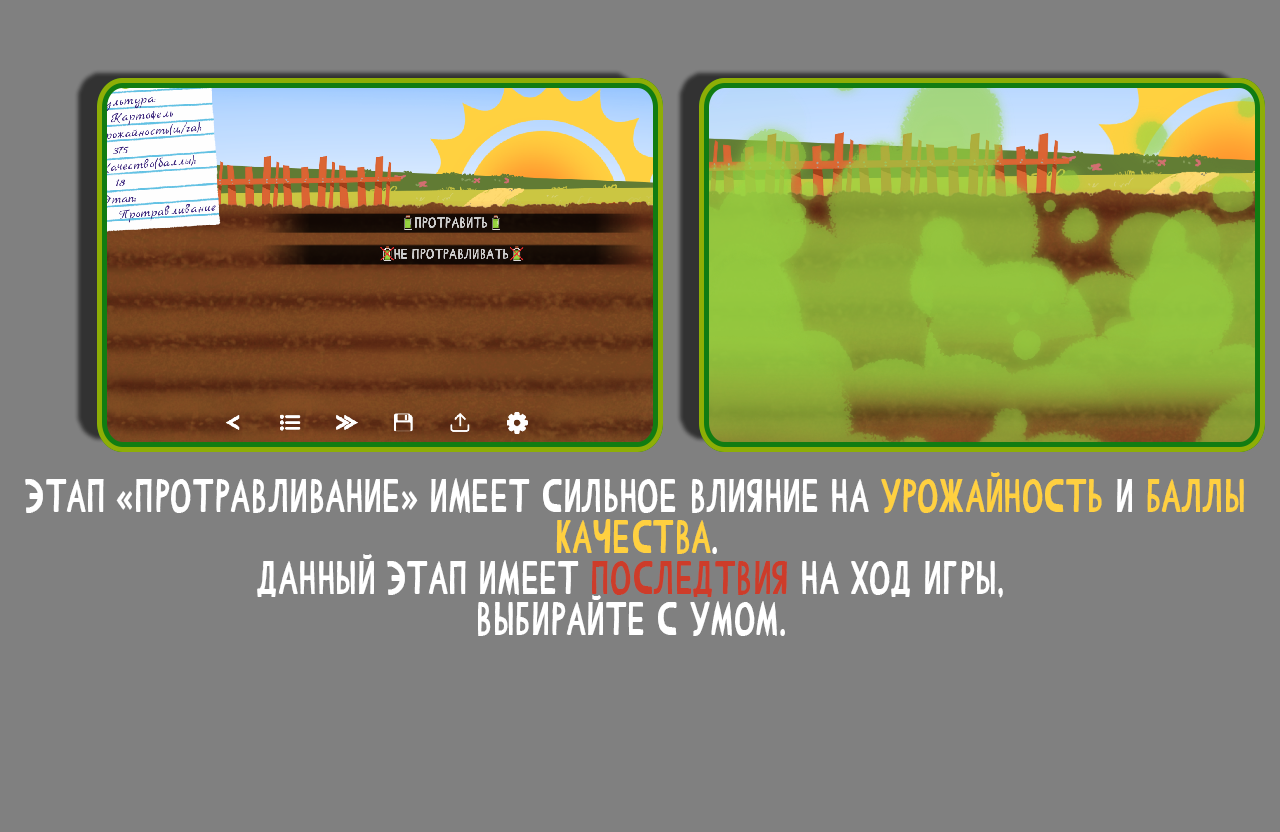 ультура
Картофель
рожайность(ц/га):
375
Качество(баллы):
18
Этап:
Протравливание
ПРОТРАВИТЬ
НЕ ПРОТРАВЛИВАТЬ
ЭТАП «ПРОТРАВЛИВАНИЕ» ИМЕЕТ СИЛЬНОЕ ВЛИЯНИЕ НА УРОЖАЙНОСТЬ И БАЛЛЫ
КАЧЕСТВА.
ДАННЫЙ ЭТАП ИМЕЕТ ПОСЛЕДТВИЯ НА ХОД ИГРЫ,
ВЫБИРАЙТЕ С УМОМ.